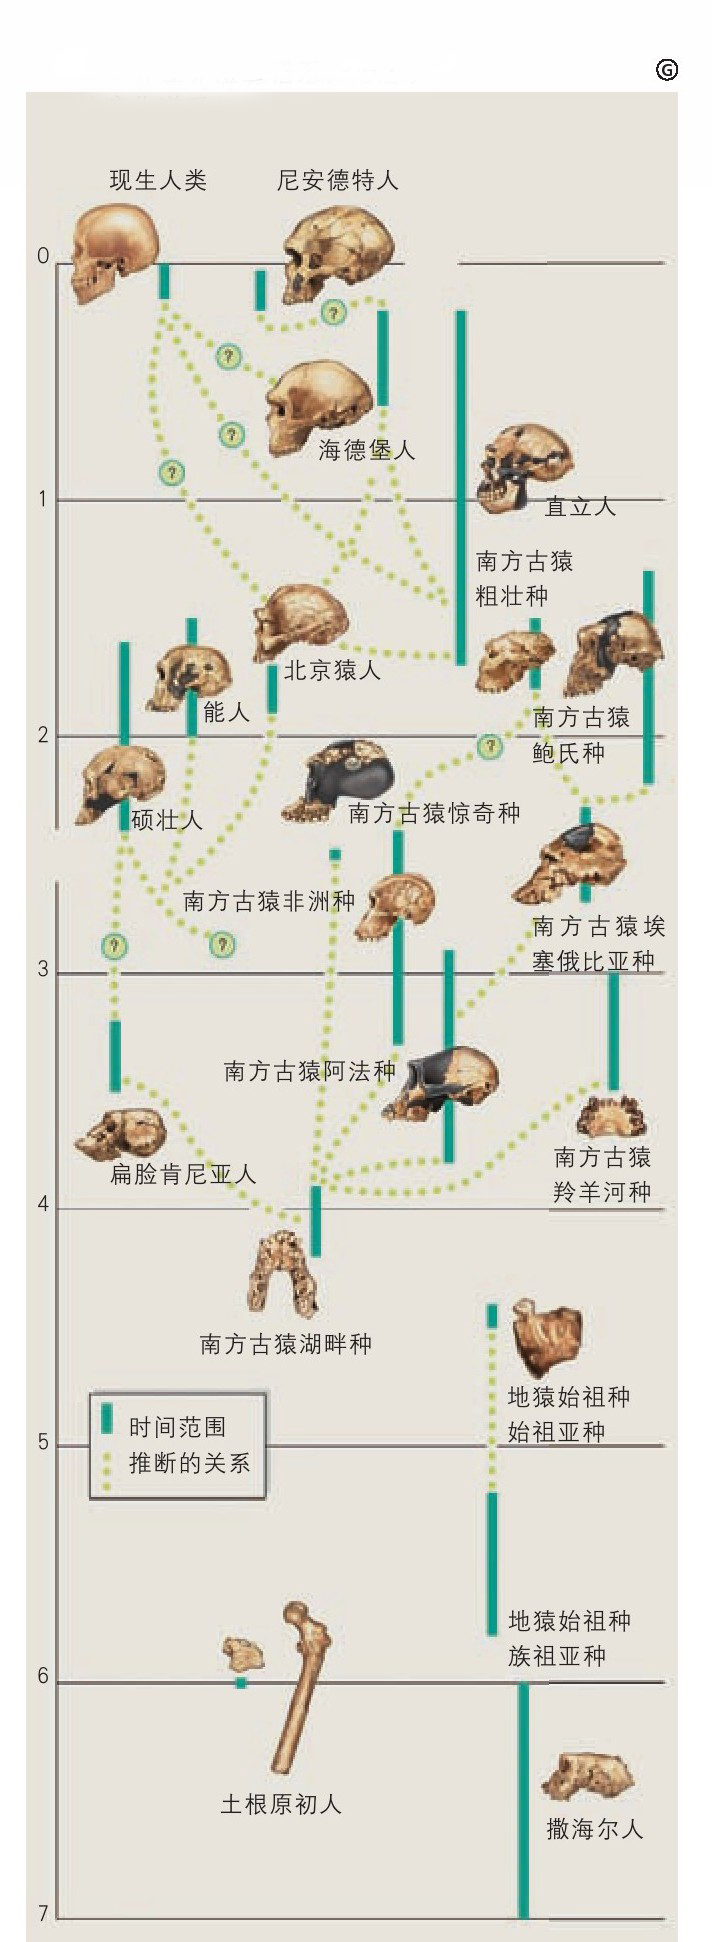 G
现生人类
尼安德特人
0
?
?
海德堡人
?
?
1
直立人
南方古猿
粗壮种
北京猿人
能人
南方古猿
鲍氏种
2
?
硕壮人
南方古猿惊奇种
南方古猿非洲种
南方古猿埃
塞俄比亚种
?
?
3
南方古猿阿法种
扁脸肯尼亚人
南方古猿
羚羊河种
4
南方古猿湖畔种
地猿始祖种
始祖亚种
时间范围
推断的关系
5
地猿始祖种
族祖亚种
6
土根原初人
撒海尔人
7